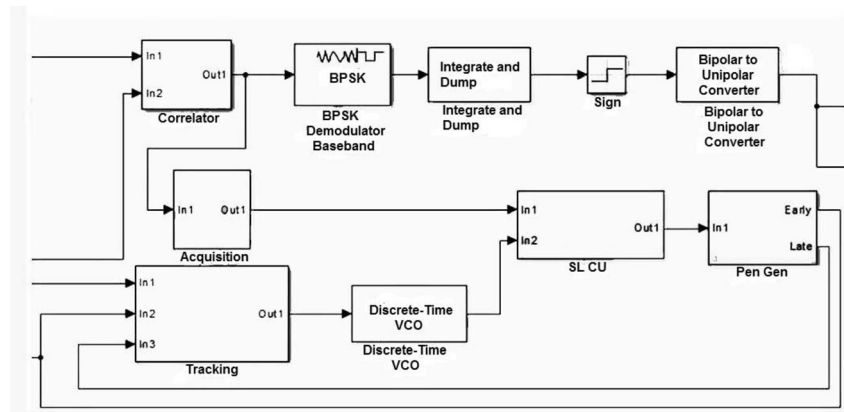 In1
Out1
In2
Correlator
BPSK
BPSK
Demodulator
Baseband
Integrate and
Dump
Integrate and
Dump
Sign
Bipolar to
Unipolar
Converter
Bipolar to
Unipolar
Converter
In1
Out1
Acquisition
In1
In2
Out1
SL CU
In1
Early
Late
Pen Gen
In1
In2
In3
Out1
Tracking
Discrete-Time
VCO
Discrete-Time
VCO